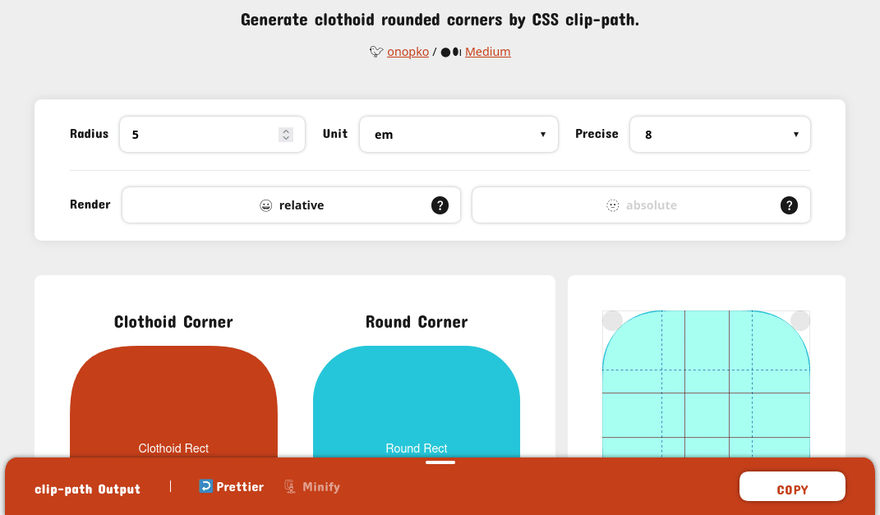 Generate clothoid rounded corners by CSS clip-path.
onopko / Medium
Radius 5 Unit em Precise 8
Render relative ? absolute ?
Clothoid Corner Round Corner
Clothoid Rect Round Rect
clip-path Output Prettier Minify COPY